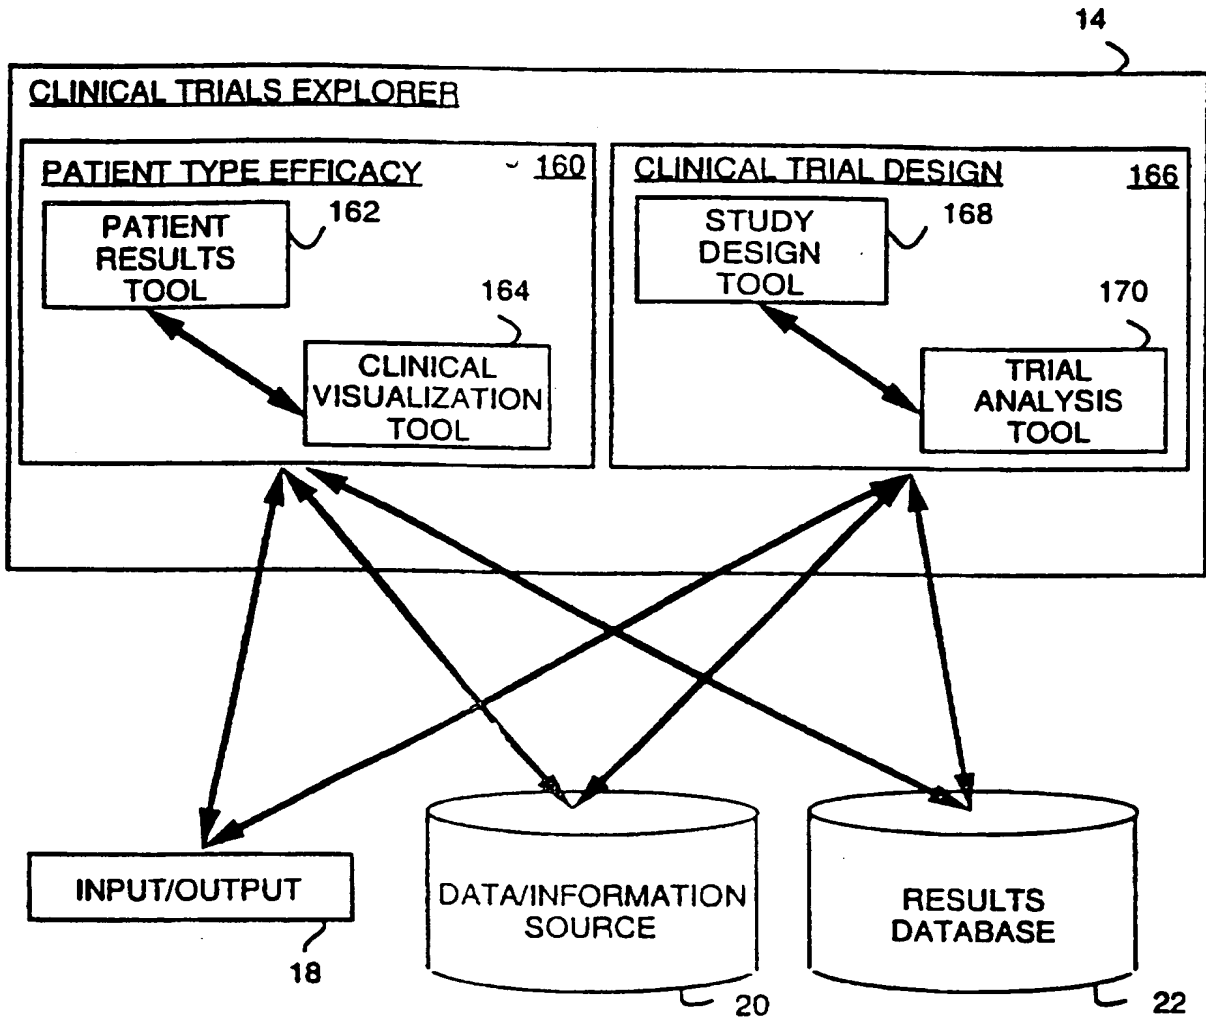 14
CLINICAL TRIALS EXPLORER
PATIENT TYPE EFFICACY
160
PATIENT
RESULTS
TOOL
162
164
CLINICAL
VISUALIZATION
TOOL
CLINICAL TRIAL DESIGN
166
STUDY
DESIGN
TOOL
168
170
TRIAL
ANALYSIS
TOOL
INPUT/OUTPUT
18
DATA/INFORMATION
SOURCE
20
RESULTS
DATABASE
22